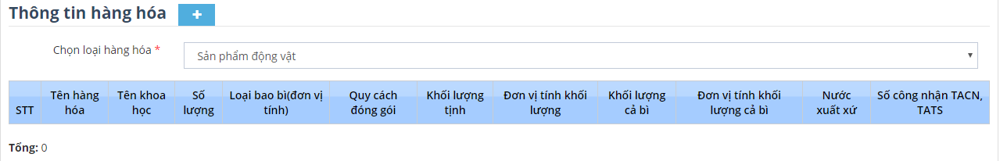 Thông tin hàng hóa +
Chọn loại hàng hóa *
Sản phẩm động vật
STT
Tên hàng
hóa
Tên khoa
học
Số
lượng
Loại bao bì(đơn vị
tính)
Quy cách
đóng gói
Khối lượng
tịnh
Đơn vị tính khối
lượng
Khối lượng
cả bì
Đơn vị tính khối
lượng cả bì
Nước
xuất xứ
Số công nhận TACN,
TATS
Tổng: 0